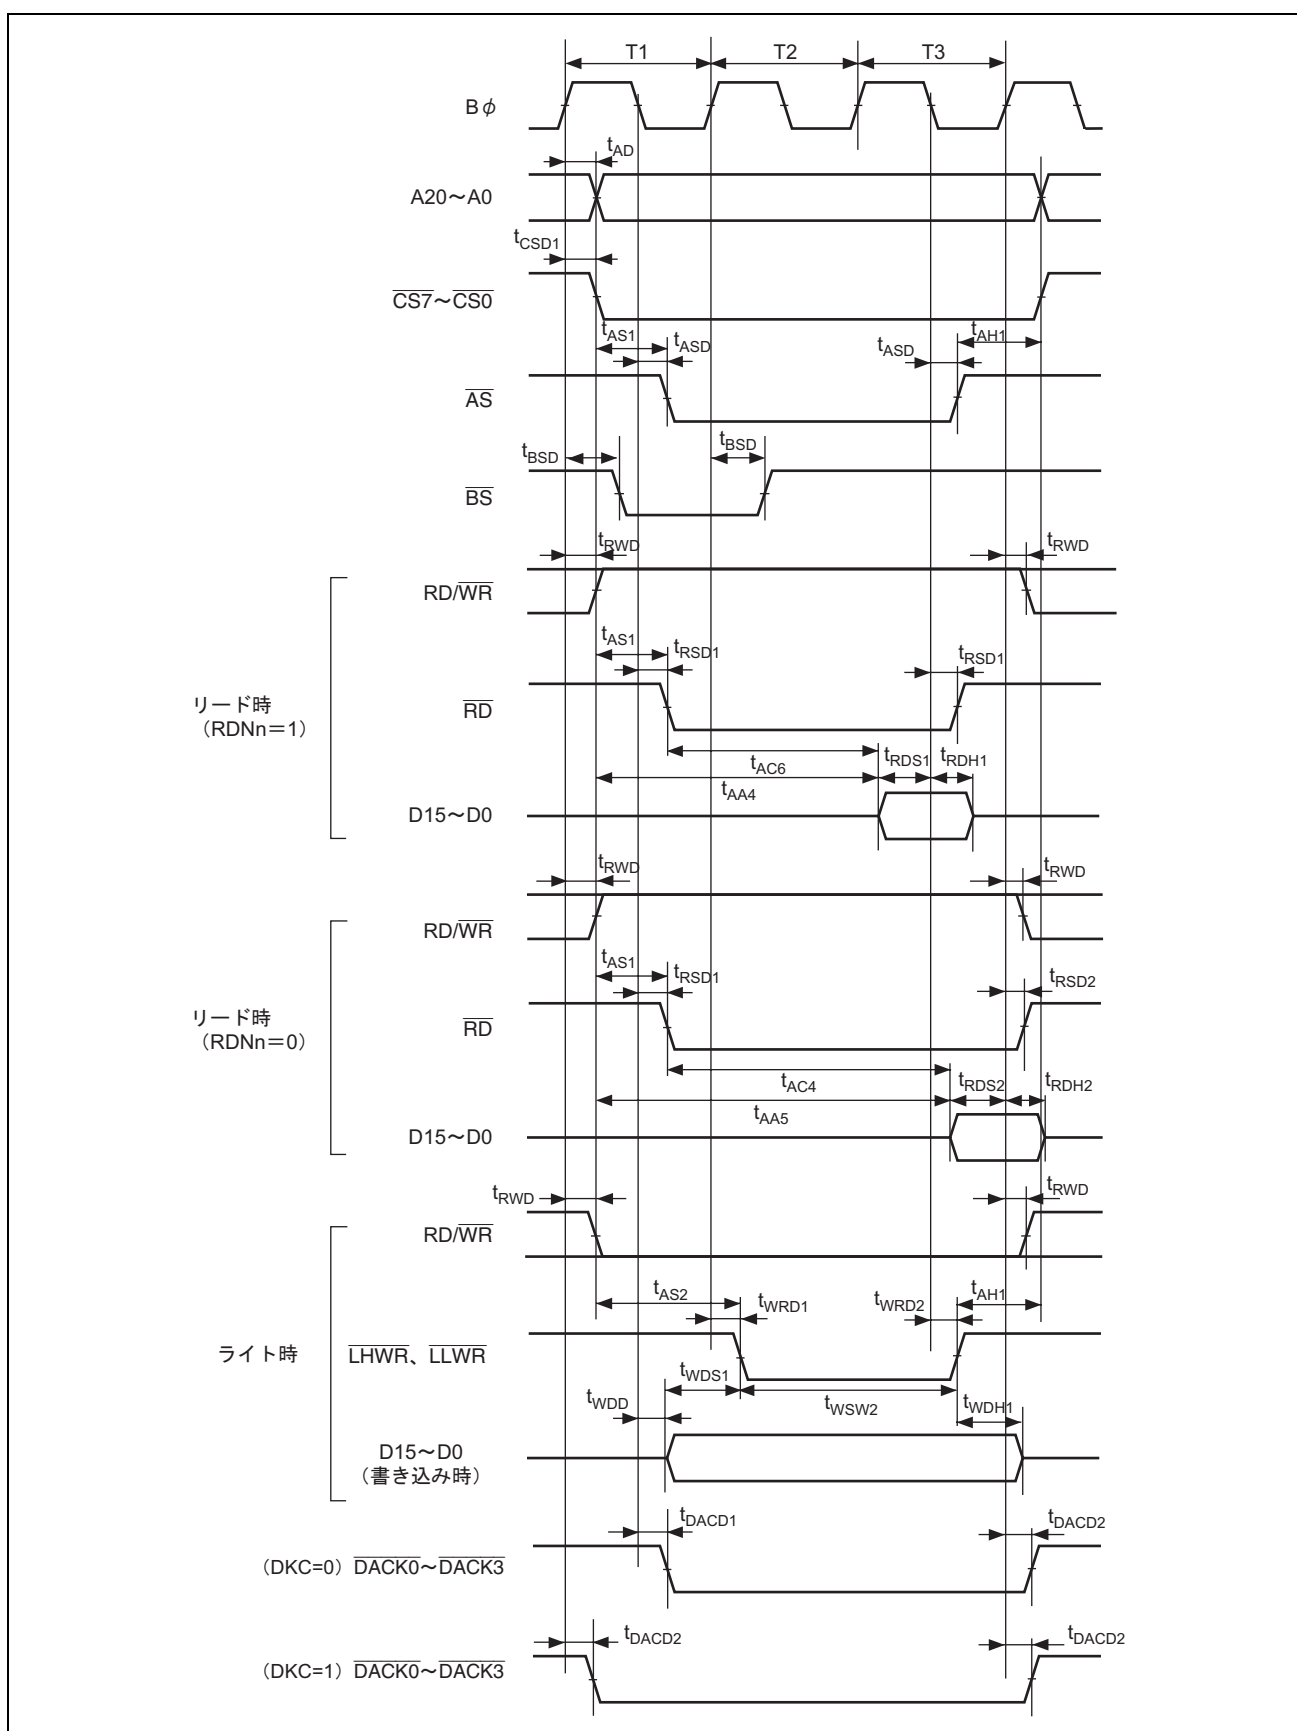 T1 T2 T3
Bφ
tAD
A20～A0
tCSD1
CS7～CS0
tAS1 tASD tASD tAH1
AS
tBSD tBSD
BS
tRWD tRWD
RD/WR
tAS1 tRSD1 tRSD1
リード時
（RDNn＝1）
RD
tAC6 tRDS1 tRDH1
tAA4
D15～D0
tRWD tRWD
RD/WR
tAS1 tRSD1 tRSD2
リード時
（RDNn＝0）
RD
tAC4 tRDS2 tRDH2
tAA5
D15～D0
tRWD tRWD
RD/WR
tAS2 tWRD1 tWRD2 tAH1
ライト時 LHWR、LLWR
tWDS1
tWDD tWSW2 tWDH1
D15～D0
（書き込み時）
tDACD1 tDACD2
（DKC=0）DACK0～DACK3
tDACD2 tDACD2
（DKC=1）DACK0～DACK3